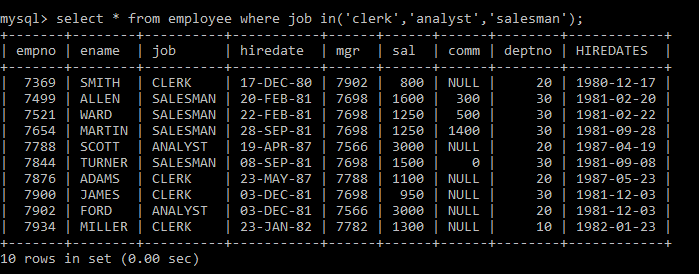 mysql> select * from employee where job in('clerk','analyst','salesman');
+-------+--------+----------+-----------+------+------+------+--------+------------+
| empno | ename  | job      | hiredate  | mgr  | sal  | comm | deptno | HIREDATES  |
+-------+--------+----------+-----------+------+------+------+--------+------------+
|  7369 | SMITH  | CLERK    | 17-DEC-80 | 7902 |  800 | NULL |     20 | 1980-12-17 |
|  7499 | ALLEN  | SALESMAN | 20-FEB-81 | 7698 | 1600 |  300 |     30 | 1981-02-20 |
|  7521 | WARD   | SALESMAN | 22-FEB-81 | 7698 | 1250 |  500 |     30 | 1981-02-22 |
|  7654 | MARTIN | SALESMAN | 28-SEP-81 | 7698 | 1250 | 1400 |     30 | 1981-09-28 |
|  7788 | SCOTT  | ANALYST  | 19-APR-87 | 7566 | 3000 | NULL |     20 | 1987-04-19 |
|  7844 | TURNER | SALESMAN | 08-SEP-81 | 7698 | 1500 |    0 |     30 | 1981-09-08 |
|  7876 | ADAMS  | CLERK    | 23-MAY-87 | 7788 | 1100 | NULL |     20 | 1987-05-23 |
|  7900 | JAMES  | CLERK    | 03-DEC-81 | 7698 |  950 | NULL |     30 | 1981-12-03 |
|  7902 | FORD   | ANALYST  | 03-DEC-81 | 7566 | 3000 | NULL |     20 | 1981-12-03 |
|  7934 | MILLER | CLERK    | 23-JAN-82 | 7782 | 1300 | NULL |     10 | 1982-01-23 |
+-------+--------+----------+-----------+------+------+------+--------+------------+
10 rows in set (0.00 sec)